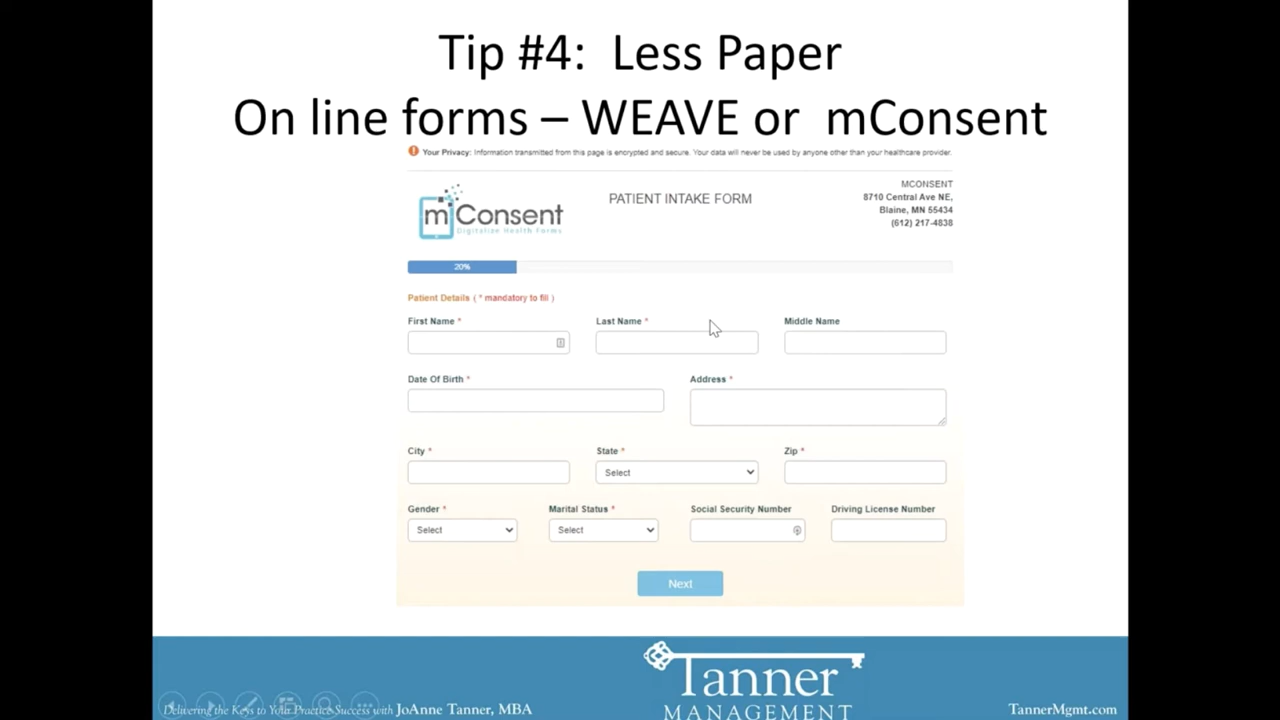 Tip #4:  Less Paper
On line forms – WEAVE or  mConsent
Your Privacy: Information transmitted from this page is encrypted and secure. Your data will never be used by anyone other than your healthcare provider.
mConsent
Digitalize Health Forms
PATIENT INTAKE FORM
MCONSENT
8710 Central Ave NE,
Blaine, MN 55434
(612) 217-4838
20%
Patient Details ( * mandatory to fill )
First Name * Last Name * Middle Name
Date Of Birth * Address *
City * State * Zip *
Select
Gender * Marital Status * Social Security Number Driving License Number
Select Select
Next
Tanner
MANAGEMENT
Delivering the Keys to Your Practice Success with JoAnne Tanner, MBA
TannerMgmt.com